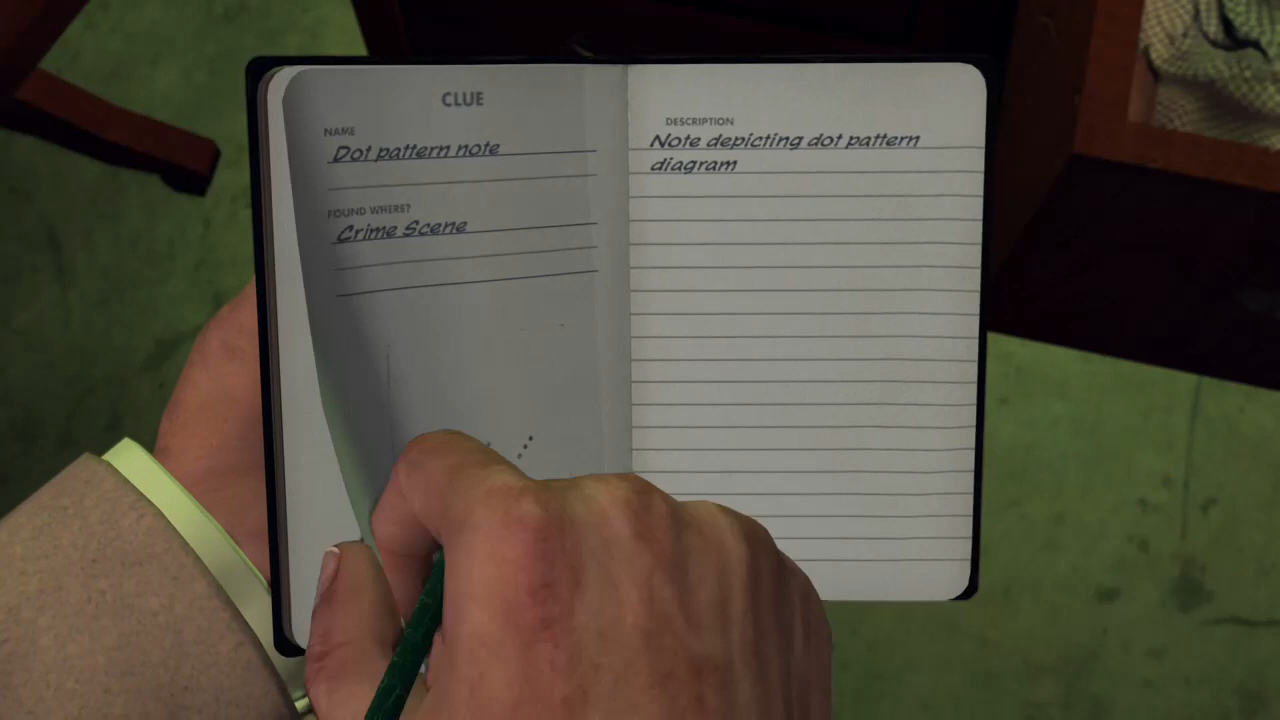 CLUE
NAME
Dot pattern note
FOUND WHERE?
Crime Scene
DESCRIPTION
Note depicting dot pattern
diagram